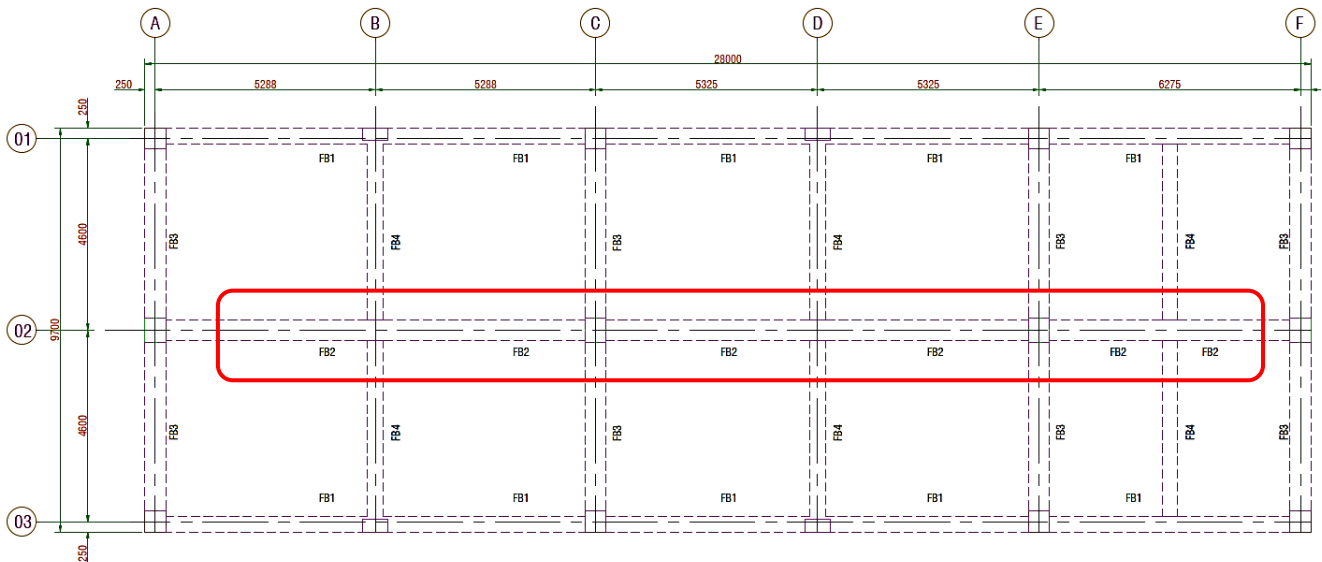 A B C D E F
28000
250 5288 5288 5325 5325 6275
250
01
FB1 FB1 FB1 FB1 FB1
4600
FB3 FB4 FB3 FB4 FB3 FB4 FB3
02
9700
FB2 FB2 FB2 FB2 FB2 FB2
4600
FB3 FB4 FB3 FB4 FB3 FB4 FB3
FB1 FB1 FB1 FB1 FB1
03
250